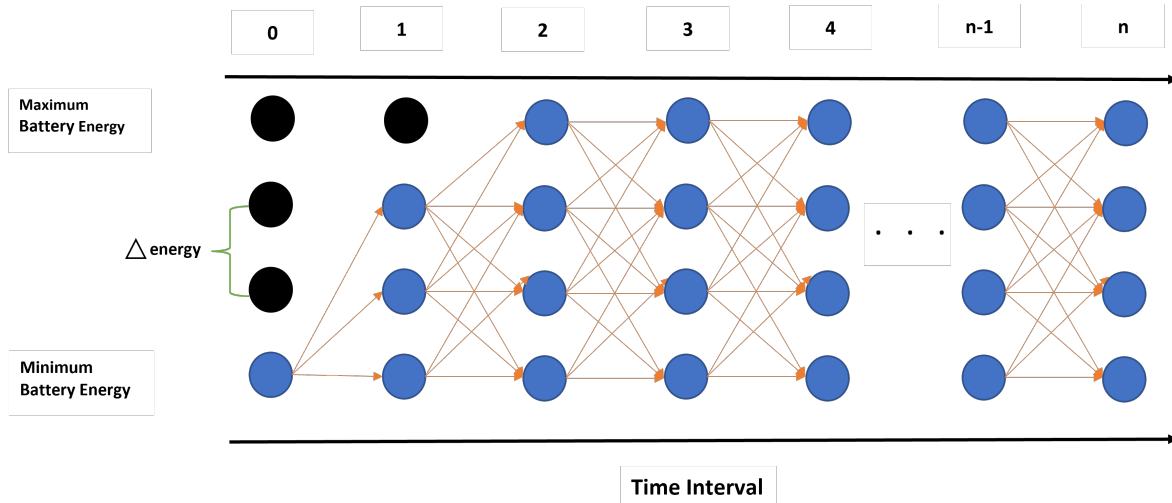 0 1 2 3 4 n-1 n
Maximum
Battery Energy
△ energy
. . .
Minimum
Battery Energy
Time Interval